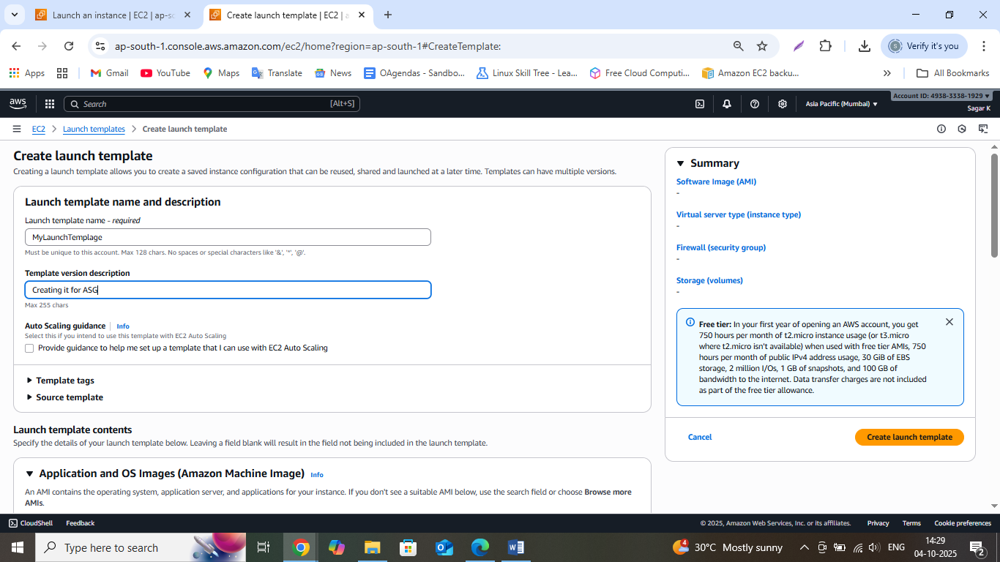 Launch an instance | EC2 | ap-so
Create launch template | EC2 | a
ap-south-1.console.aws.amazon.com/ec2/home?region=ap-south-1#CreateTemplate:
S
Verify it's you
Apps
Gmail
YouTube
Maps
Translate
News
OAgendas - Sandbo...
Linux Skill Tree - Lea...
Free Cloud Computi...
Amazon EC2 backu...
All Bookmarks
aws
Search
[Alt+S]
Asia Pacific (Mumbai)
Account ID: 4938-3338-1929
Sagar K
EC2
Launch templates
Create launch template
Create launch template
Creating a launch template allows you to create a saved instance configuration that can be reused, shared and launched at a later time. Templates can have multiple versions.
Launch template name and description
Launch template name - required
MyLaunchTemplage
Must be unique to this account. Max 128 chars. No spaces or special characters like '&', '*', '@'.
Template version description
Creating it for ASG
Max 255 chars
Auto Scaling guidance
Info
Select this if you intend to use this template with EC2 Auto Scaling
Provide guidance to help me set up a template that I can use with EC2 Auto Scaling
Template tags
Source template
Launch template contents
Specify the details of your launch template below. Leaving a field blank will result in the field not being included in the launch template.
Application and OS Images (Amazon Machine Image)
Info
An AMI contains the operating system, application server, and applications for your instance. If you don't see a suitable AMI below, use the search field or choose Browse more
AMIs.
Summary
Software Image (AMI)
-
Virtual server type (instance type)
-
Firewall (security group)
-
Storage (volumes)
-
Free tier: In your first year of opening an AWS account, you get
750 hours per month of t2.micro instance usage (or t3.micro
where t2.micro isn't available) when used with free tier AMIs, 750
hours per month of public IPv4 address usage, 30 GiB of EBS
storage, 2 million I/Os, 1 GB of snapshots, and 100 GB of
bandwidth to the internet. Data transfer charges are not included
as part of the free tier allowance.
Cancel
Create launch template
CloudShell
Feedback
© 2025, Amazon Web Services, Inc. or its affiliates.
Privacy
Terms
Cookie preferences
Type here to search
30°C Mostly sunny
ENG
14:29
04-10-2025
2